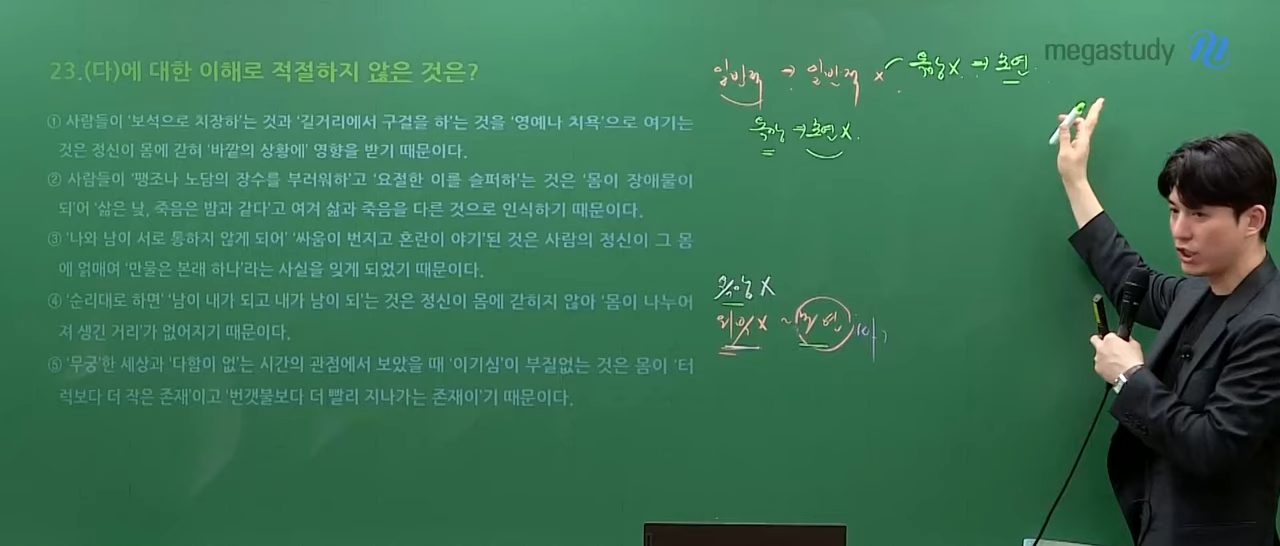 megastudy
23.(다)에 대한 이해로 적절하지 않은 것은?
① 사람들이 '보석으로 치장하'는 것과 '길거리에서 구걸을 하'는 것을 '영예나 치욕'으로 여기는
것은 정신이 몸에 갇혀 '바깥의 상황에' 영향을 받기 때문이다.
② 사람들이 '팽조나 노담의 장수를 부러워하'고 '요절한 이를 슬퍼하'는 것은 '몸이 장애물이
되'어 '삶은 낮, 죽음은 밤과 같다'고 여겨 삶과 죽음을 다른 것으로 인식하기 때문이다.
③ '나와 남이 서로 통하지 않게 되어' '싸움이 번지고 혼란이 야기'된 것은 사람의 정신이 그 몸
에 얽매여 '만물은 본래 하나'라는 사실을 잊게 되었기 때문이다.
④ '순리대로 하면' '남이 내가 되고 내가 남이 되'는 것은 정신이 몸에 갇히지 않아 '몸이 나누어
져 생긴 거리'가 없어지기 때문이다.
⑤ '무궁'한 세상과 '다함이 없'는 시간의 관점에서 보았을 때 '이기심'이 부질없는 것은 몸이 '터
럭보다 더 작은 존재'이고 '번갯불보다 더 빨리 지나가는 존재이'기 때문이다.
일반적 → 일반적 x
x → 초연
→ 초연 x
x
x ~ 초연